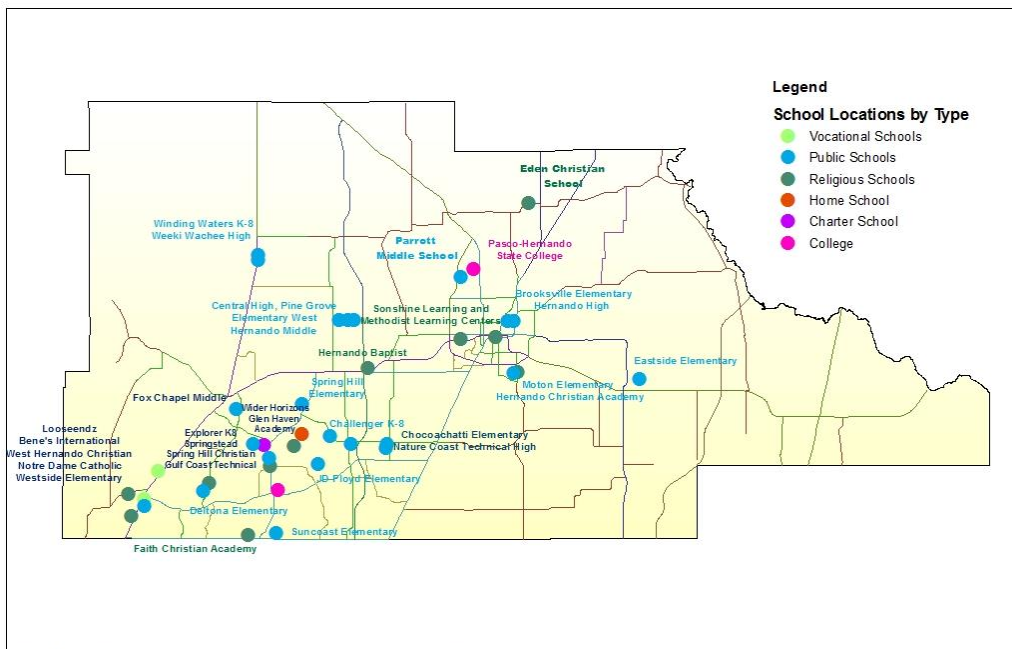 Legend
School Locations by Type
Vocational Schools
Public Schools
Religious Schools
Home School
Charter School
College
Eden Christian
School
Winding Waters K-8
Weeki Wachee High
Parrott
Middle School
Pasco-Hernando
State College
Central High, Pine Grove
Elementary West
Hernando Middle
Sonshine Learning and
Methodist Learning Centers
Brooksville Elementary
Hernando High
Hernando Baptist
Eastside Elementary
Spring Hill
Elementary
Moton Elementary
Hernando Christian Academy
Fox Chapel Middle
Wider Horizons
Glen Haven/
Academy
Challenger K-8
Looseendz
Bene's International
West Hernando Christian
Notre Dame Catholic
Westside Elementary
Explorer K8
Springstead
Spring Hill Christian
Gulf Coast Technical
Chocoachatti Elementary
Nature Coast Technical High
JD Floyd Elementary
Deltona Elementary
Suncoast Elementary
Faith Christian Academy